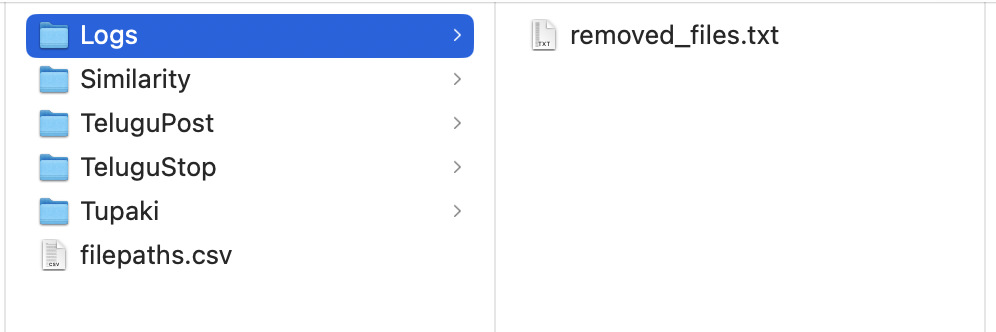 Logs
Similarity
TeluguPost
TeluguStop
Tupaki
filepaths.csv
removed_files.txt